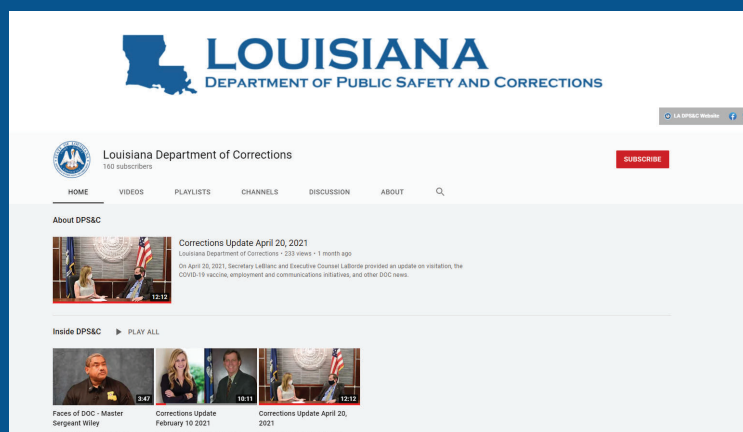 LOUISIANA
DEPARTMENT OF PUBLIC SAFETY AND CORRECTIONS
LA DPS&C Website
Louisiana Department of Corrections
160 subscribers
SUBSCRIBE
HOME VIDEOS PLAYLISTS CHANNELS DISCUSSION ABOUT
About DPS&C
Corrections Update April 20, 2021
Louisiana Department of Corrections • 233 views • 1 month ago
On April 20, 2021, Secretary LeBlanc and Executive Counsel LaBorde provided an update on visitation, the
COVID-19 vaccine, employment and communications initiatives, and other DOC news.
12:12
Inside DPS&C PLAY ALL
3:47
10:11
12:12
Faces of DOC - Master
Sergeant Wiley
Corrections Update
February 10 2021
Corrections Update April 20,
2021